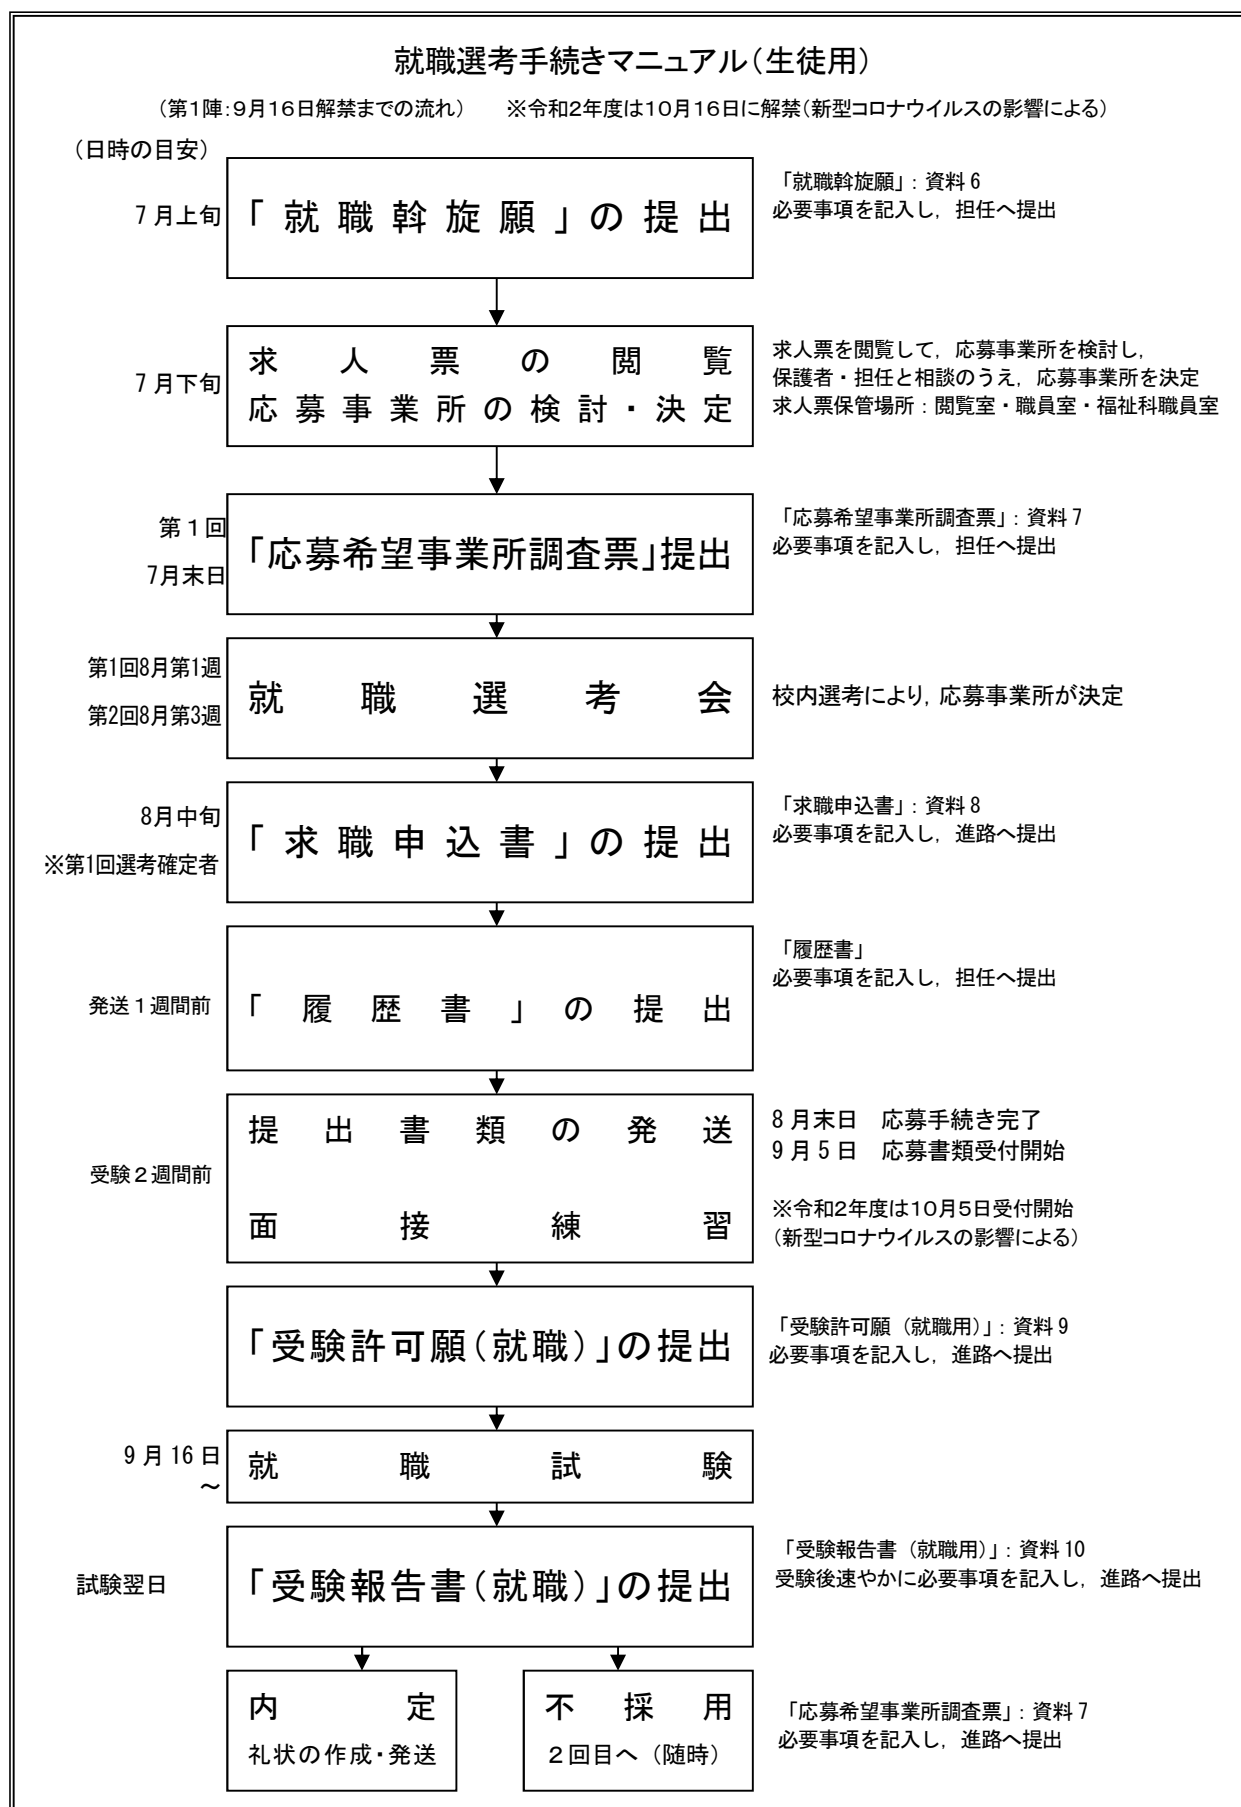 就職選考手続きマニュアル（生徒用）
（第１陣：９月１６日解禁までの流れ）　※令和２年度は１０月１６日に解禁（新型コロナウイルスの影響による）
（日時の目安）
7 月上旬
「就職斡旋願」の提出
「就職斡旋願」：資料 6
必要事項を記入し，担任へ提出
7 月下旬
求人票の閲覧
応募事業所の検討・決定
求人票を閲覧して，応募事業所を検討し，
保護者・担任と相談のうえ，応募事業所を決定
求人票保管場所：閲覧室・職員室・福祉科職員室
第１回
7月末日
「応募希望事業所調査票」提出
「応募希望事業所調査票」：資料 7
必要事項を記入し，担任へ提出
第1回8月第1週
第2回8月第3週
就職選考会
校内選考により，応募事業所が決定
8月中旬
※第1回選考確定者
「求職申込書」の提出
「求職申込書」：資料 8
必要事項を記入し，進路へ提出
発送１週間前
「履歴書」の提出
「履歴書」
必要事項を記入し，担任へ提出
受験２週間前
提出書類の発送
面接練習
8 月末日　応募手続き完了
9 月 5 日　応募書類受付開始
※令和２年度は１０月５日受付開始
（新型コロナウイルスの影響による）
「受験許可願（就職）」の提出
「受験許可願（就職用）」：資料 9
必要事項を記入し，進路へ提出
9 月 16 日
～
就職試験
試験翌日
「受験報告書（就職）」の提出
「受験報告書（就職用）」：資料 10
受験後速やかに必要事項を記入し，進路へ提出
内定
礼状の作成・発送
不採用
２回目へ（随時）
「応募希望事業所調査票」：資料 7
必要事項を記入し，進路へ提出